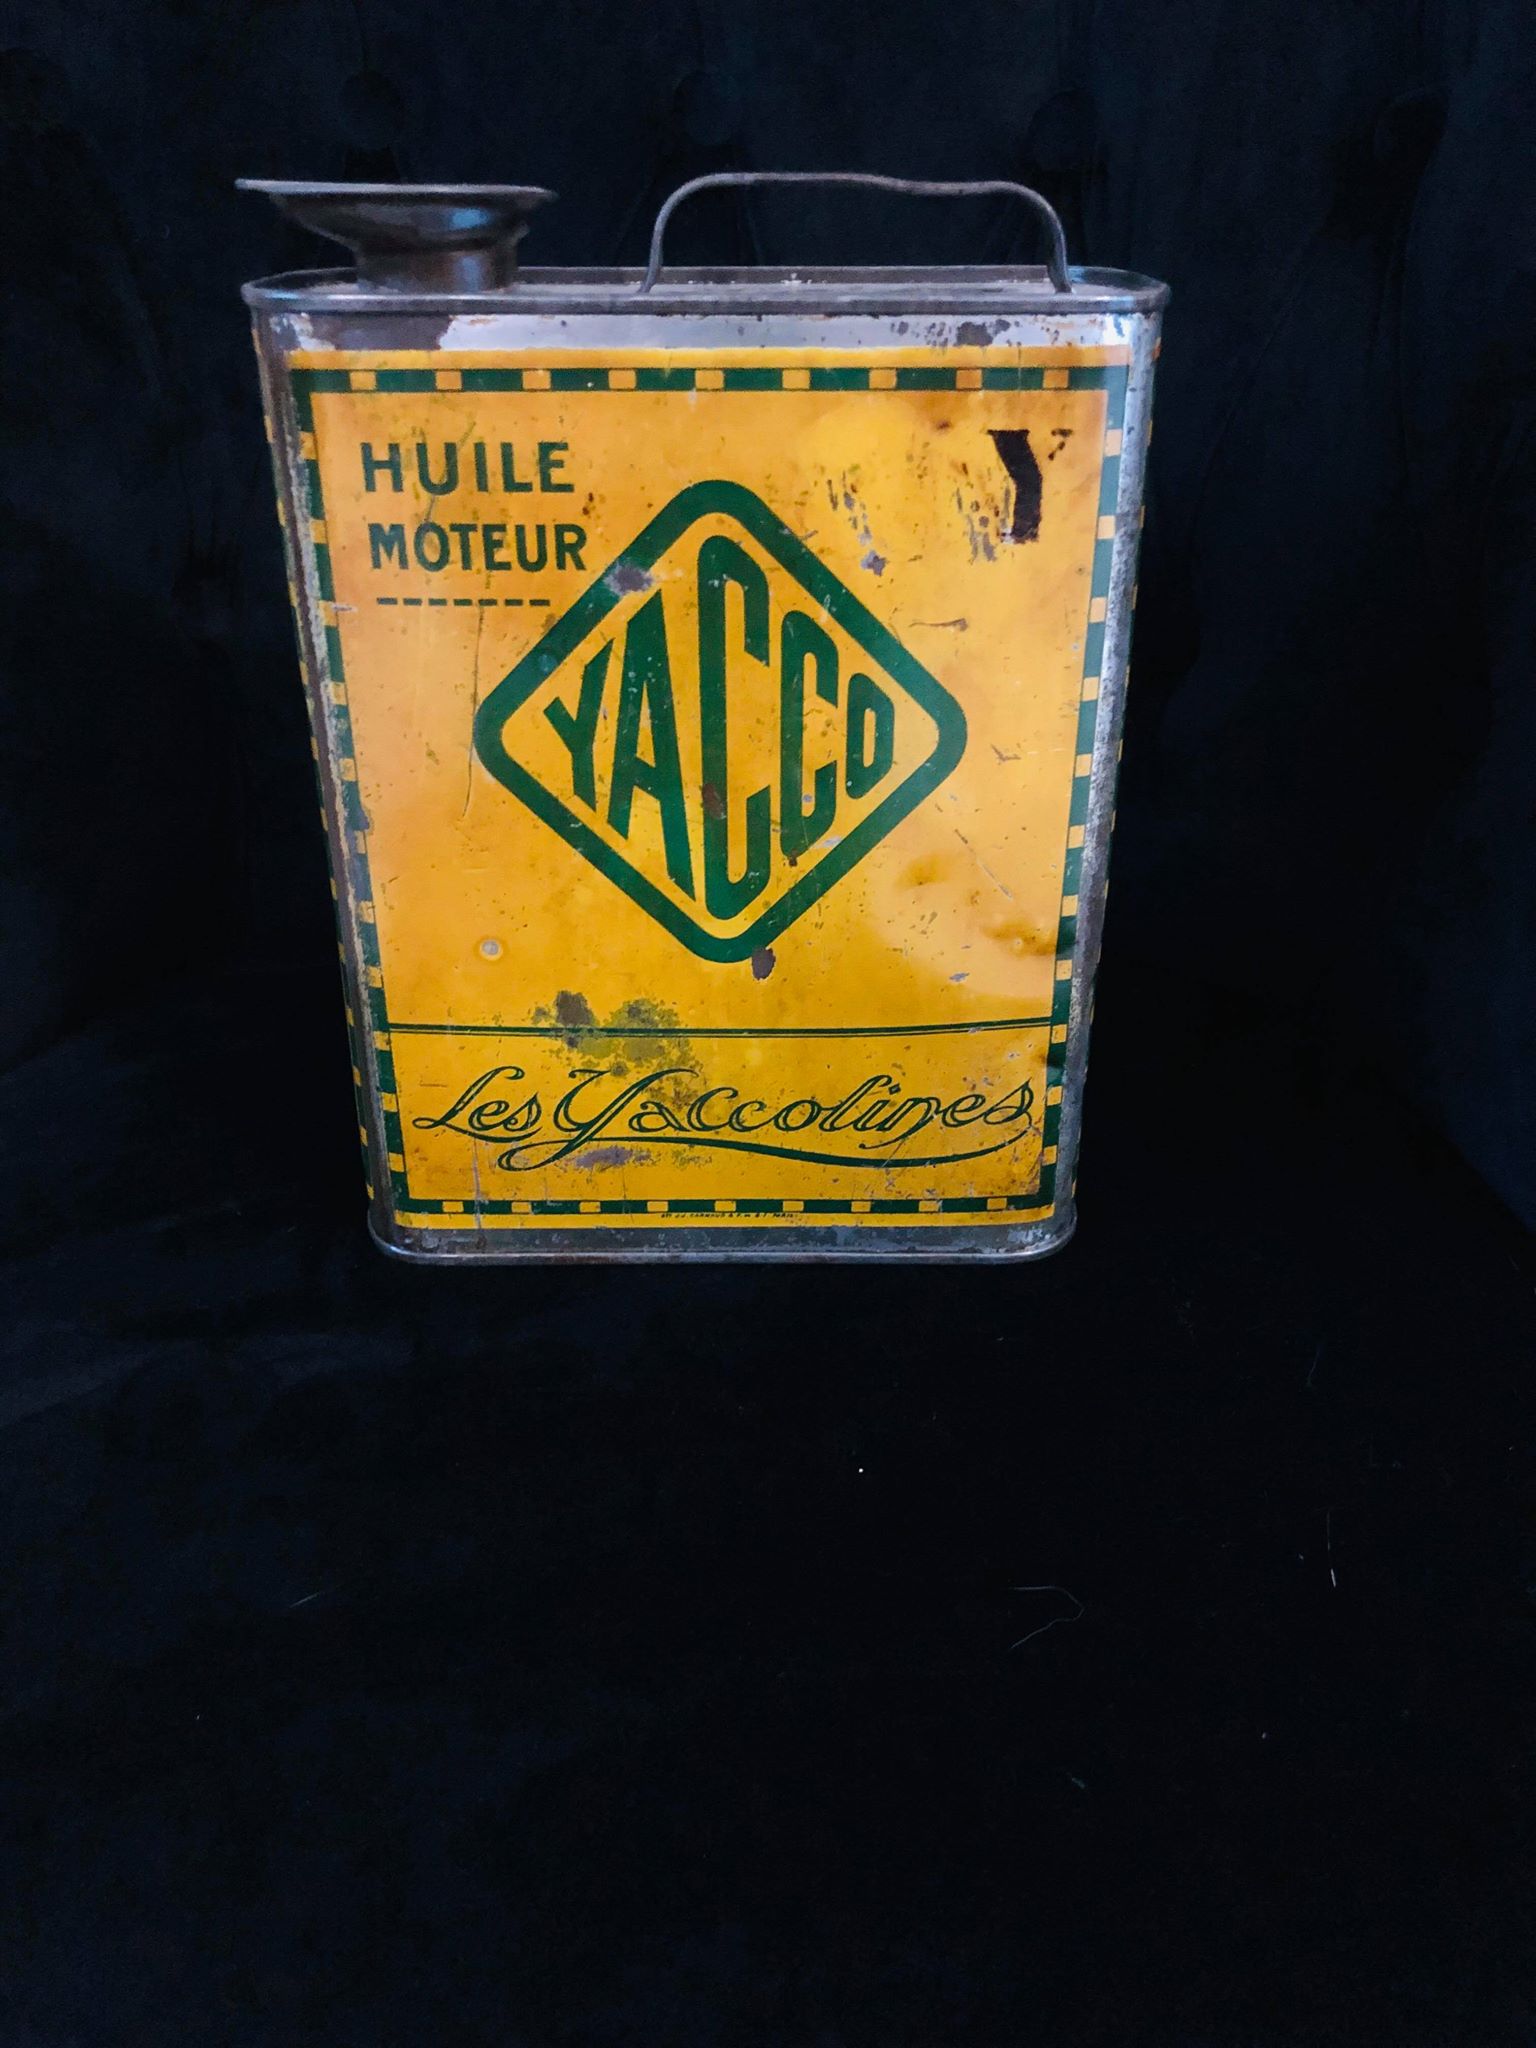 HUILE
MOTEUR
Y
YACCO
Les Yaccolines